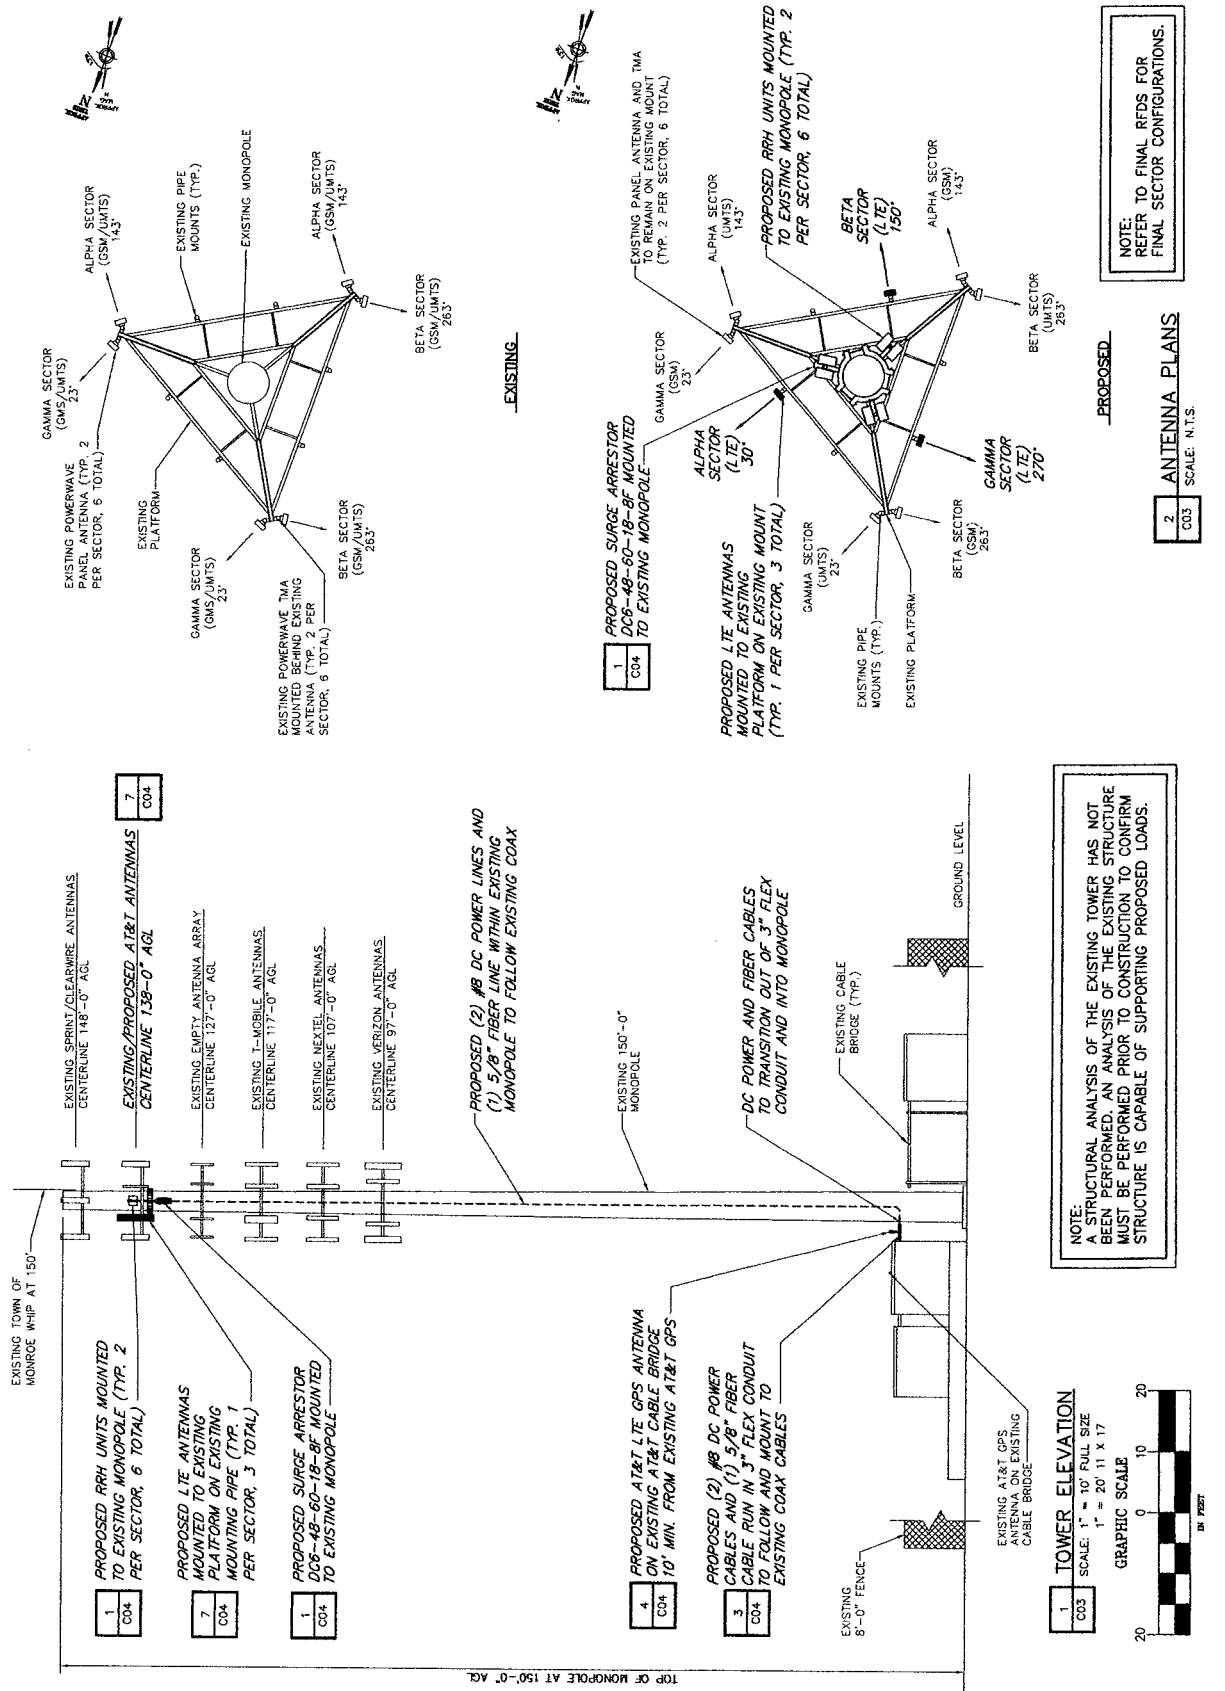 EXISTING TOWN OF
MONROE WHIP AT 150'
EXISTING SPRINT/CLEARWIRE ANTENNAS
CENTERLINE 148'-0" AGL
EXISTING/PROPOSED AT&T ANTENNAS
CENTERLINE 138-0" AGL
7
C04
EXISTING EMPTY ANTENNA ARRAY
CENTERLINE 127'-0" AGL
EXISTING T-MOBILE ANTENNAS
CENTERLINE 117'-0" AGL
EXISTING NEXTEL ANTENNAS
CENTERLINE 107'-0" AGL
EXISTING VERIZON ANTENNAS
CENTERLINE 97'-0" AGL
PROPOSED (2) #8 DC POWER LINES AND
(1) 5/8" FIBER LINE WITHIN EXISTING
MONOPOLE TO FOLLOW EXISTING COAX
EXISTING 150'-0"
MONOPOLE
DC POWER AND FIBER CABLES
TO TRANSITION OUT OF 3" FLEX
CONDUIT AND INTO MONOPOLE
EXISTING CABLE
BRIDGE (TYP.)
GROUND LEVEL
1
C04
PROPOSED RRH UNITS MOUNTED
TO EXISTING MONOPOLE (TYP. 2
PER SECTOR, 6 TOTAL)
7
C04
PROPOSED LTE ANTENNAS
MOUNTED TO EXISTING
PLATFORM ON EXISTING
MOUNTING PIPE (TYP. 1
PER SECTOR, 3 TOTAL)
1
C04
PROPOSED SURGE ARRESTOR
DC6-48-60-18-8F MOUNTED
TO EXISTING MONOPOLE
4
C04
PROPOSED AT&T LTE GPS ANTENNA
ON EXISTING AT&T CABLE BRIDGE
10' MIN. FROM EXISTING AT&T GPS
3
C04
PROPOSED (2) #8 DC POWER
CABLES AND (1) 5/8" FIBER
CABLE RUN IN 3" FLEX CONDUIT
TO FOLLOW AND MOUNT TO
EXISTING COAX CABLES
EXISTING
8'-0" FENCE
EXISTING AT&T GPS
ANTENNA ON EXISTING
CABLE BRIDGE
TOP OF MONOPOLE AT 150'-0" AGL
1
C03
TOWER ELEVATION
SCALE: 1" = 10' FULL SIZE
1" = 20' 11 X 17
GRAPHIC SCALE
20
0
10
20
IN FEET
NOTE:
A STRUCTURAL ANALYSIS OF THE EXISTING TOWER HAS NOT
BEEN PERFORMED. AN ANALYSIS OF THE EXISTING STRUCTURE
MUST BE PERFORMED PRIOR TO CONSTRUCTION TO CONFIRM
STRUCTURE IS CAPABLE OF SUPPORTING PROPOSED LOADS.
N
GAMMA SECTOR
(GMS/UMTS)
23°
ALPHA SECTOR
(GSM/UMTS)
143°
EXISTING POWERWAVE
PANEL ANTENNA (TYP. 2
PER SECTOR, 6 TOTAL)
EXISTING PIPE
MOUNTS (TYP.)
EXISTING
PLATFORM
EXISTING MONOPOLE
GAMMA SECTOR
(GMS/UMTS)
23°
ALPHA SECTOR
(GSM/UMTS)
143°
EXISTING POWERWAVE TMA
MOUNTED BEHIND EXISTING
ANTENNA (TYP. 2 PER
SECTOR, 6 TOTAL)
BETA SECTOR
(GSM/UMTS)
263°
BETA SECTOR
(GSM/UMTS)
263°
EXISTING
N
1
C04
PROPOSED SURGE ARRESTOR
DC6-48-60-18-8F MOUNTED
TO EXISTING MONOPOLE
GAMMA SECTOR
(GSM)
23°
ALPHA SECTOR
(UMTS)
143°
EXISTING PANEL ANTENNA AND TMA
TO REMAIN ON EXISTING MOUNT
(TYP. 2 PER SECTOR, 6 TOTAL)
ALPHA
SECTOR
(LTE)
30°
PROPOSED RRH UNITS MOUNTED
TO EXISTING MONOPOLE (TYP. 2
PER SECTOR, 6 TOTAL)
PROPOSED LTE ANTENNAS
MOUNTED TO EXISTING
PLATFORM ON EXISTING MOUNT
(TYP. 1 PER SECTOR, 3 TOTAL)
BETA
SECTOR
(LTE)
150°
GAMMA SECTOR
(UMTS)
23°
ALPHA SECTOR
(GSM)
143°
EXISTING PIPE
MOUNTS (TYP.)
EXISTING PLATFORM
BETA SECTOR
(GSM)
263°
GAMMA
SECTOR
(LTE)
270°
BETA SECTOR
(UMTS)
263°
PROPOSED
2
C03
ANTENNA PLANS
SCALE: N.T.S.
NOTE:
REFER TO FINAL RFDS FOR
FINAL SECTOR CONFIGURATIONS.